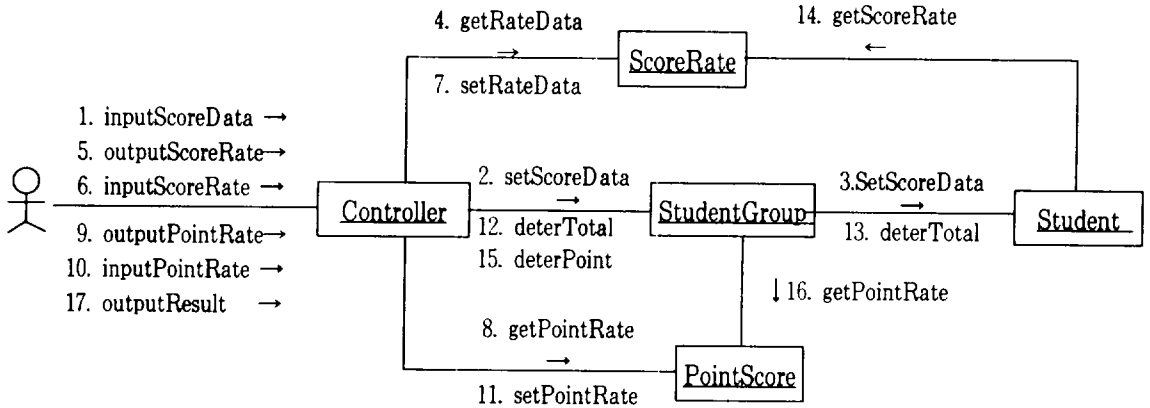 4. getRateData
→
14. getScoreRate
←
ScoreRate
7. setRateData
1. inputScoreData →
5. outputScoreRate→
6. inputScoreRate →
Controller
9. outputPointRate→
10. inputPointRate →
17. outputResult →
2. setScoreData
→
12. deterTotal
15. deterPoint
StudentGroup
3.SetScoreData
→
13. deterTotal
Student
↓16. getPointRate
8. getPointRate
→
11. setPointRate
PointScore